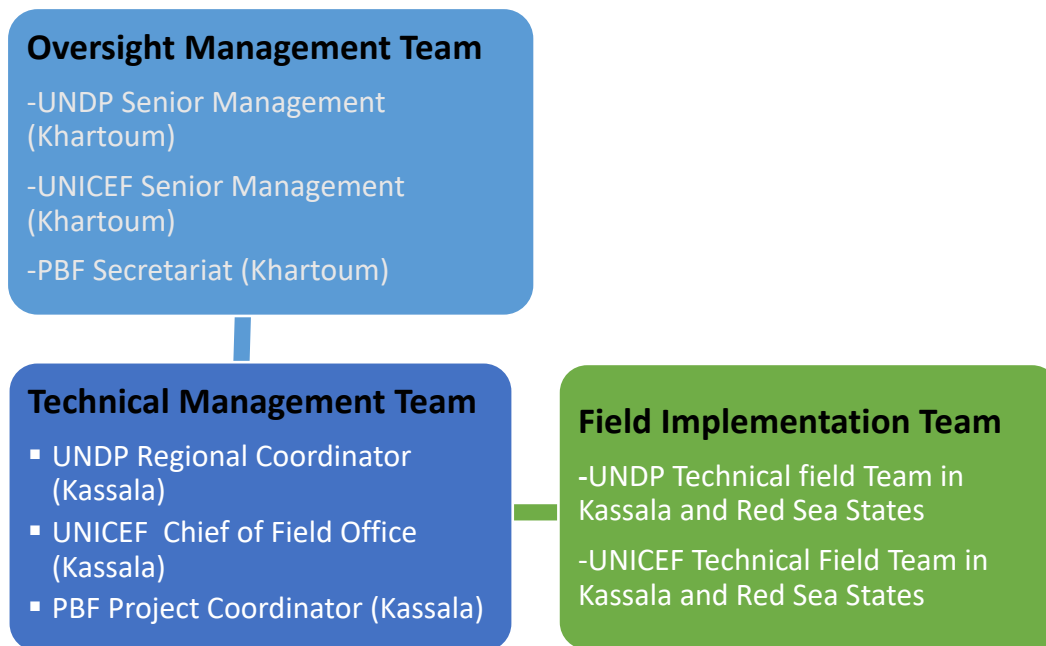 Oversight Management Team
-UNDP Senior Management
(Khartoum)
-UNICEF Senior Management
(Khartoum)
-PBF Secretariat (Khartoum)
Technical Management Team
▪ UNDP Regional Coordinator
(Kassala)
▪ UNICEF  Chief of Field Office
(Kassala)
▪ PBF Project Coordinator (Kassala)
Field Implementation Team
-UNDP Technical field Team in
Kassala and Red Sea States
-UNICEF Technical Field Team in
Kassala and Red Sea States